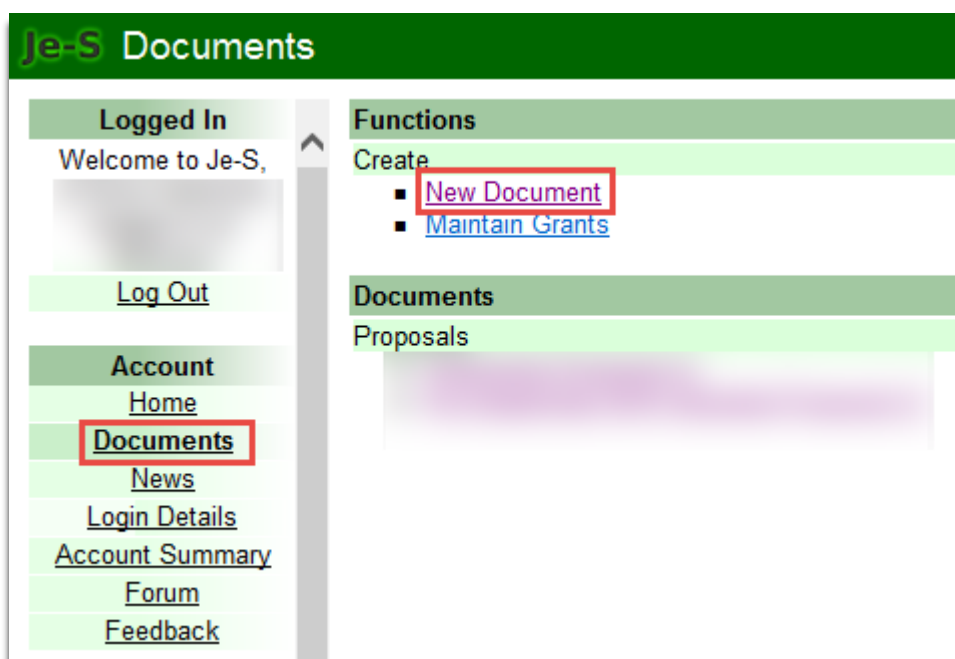 Je-S Documents
Logged In
Welcome to Je-S,
Log Out
Account
Home
Documents
News
Login Details
Account Summary
Forum
Feedback
Functions
Create
New Document
Maintain Grants
Documents
Proposals